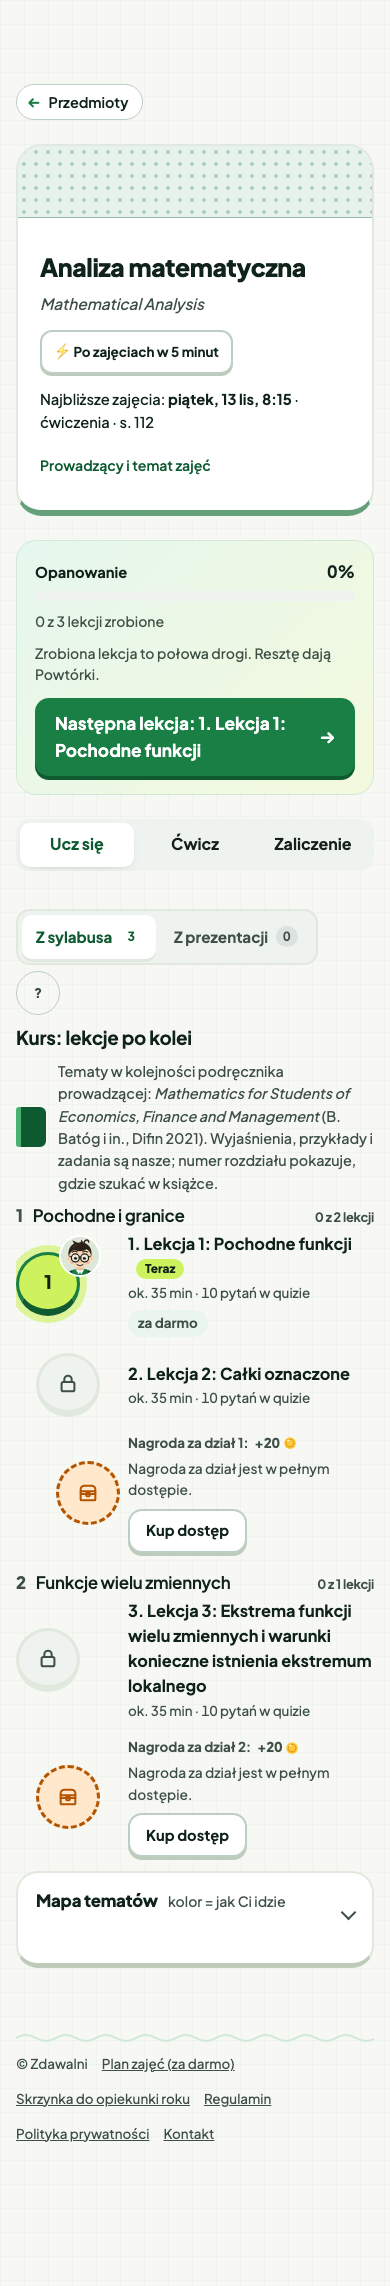 ← Przedmioty
Analiza matematyczna
Mathematical Analysis
⚡ Po zajęciach w 5 minut
Najbliższe zajęcia: piątek, 13 lis, 8:15 ·
ćwiczenia · s. 112
Prowadzący i temat zajęć
Opanowanie 0%
0 z 3 lekcji zrobione
Zrobiona lekcja to połowa drogi. Resztę dają
Powtórki.
Następna lekcja: 1. Lekcja 1:
Pochodne funkcji →
Ucz się Ćwicz Zaliczenie
Z sylabusa 3 Z prezentacji 0
?
Kurs: lekcje po kolei
Tematy w kolejności podręcznika
prowadzącej: Mathematics for Students of
Economics, Finance and Management (B.
Batóg i in., Difin 2021). Wyjaśnienia, przykłady i
zadania są nasze; numer rozdziału pokazuje,
gdzie szukać w książce.
1 Pochodne i granice 0 z 2 lekcji
1
1. Lekcja 1: Pochodne funkcji
Teraz
ok. 35 min · 10 pytań w quizie
za darmo
2. Lekcja 2: Całki oznaczone
ok. 35 min · 10 pytań w quizie
Nagroda za dział 1: +20
Nagroda za dział jest w pełnym
dostępie.
Kup dostęp
2 Funkcje wielu zmiennych 0 z 1 lekcji
3. Lekcja 3: Ekstrema funkcji
wielu zmiennych i warunki
konieczne istnienia ekstremum
lokalnego
ok. 35 min · 10 pytań w quizie
Nagroda za dział 2: +20
Nagroda za dział jest w pełnym
dostępie.
Kup dostęp
Mapa tematów kolor = jak Ci idzie
© Zdawalni Plan zajęć (za darmo)
Skrzynka do opiekunki roku Regulamin
Polityka prywatności Kontakt